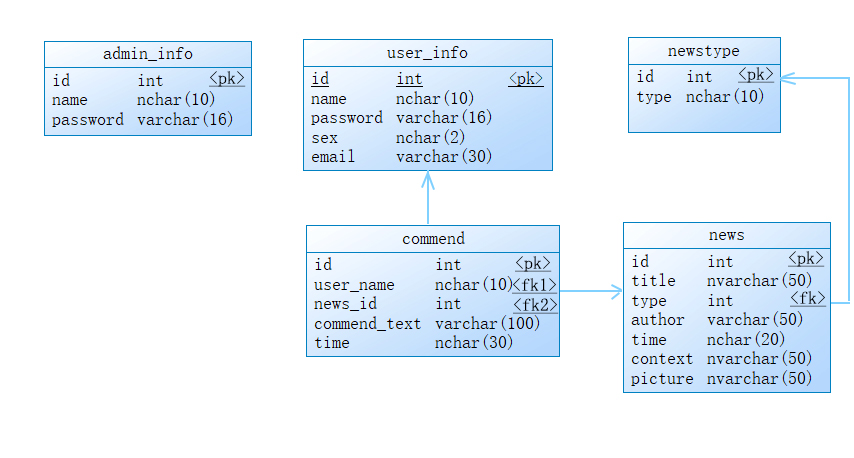 admin_info
id int <pk>
name nchar(10)
password varchar(16)
user_info
id int <pk>
name nchar(10)
password varchar(16)
sex nchar(2)
email varchar(30)
newstype
id int <pk>
type nchar(10)
commend
id int <pk>
user_name nchar(10) <fk1>
news_id int <fk2>
commend_text varchar(100)
time nchar(30)
news
id int <pk>
title nvarchar(50)
type int <fk>
author varchar(50)
time nchar(20)
context nvarchar(50)
picture nvarchar(50)